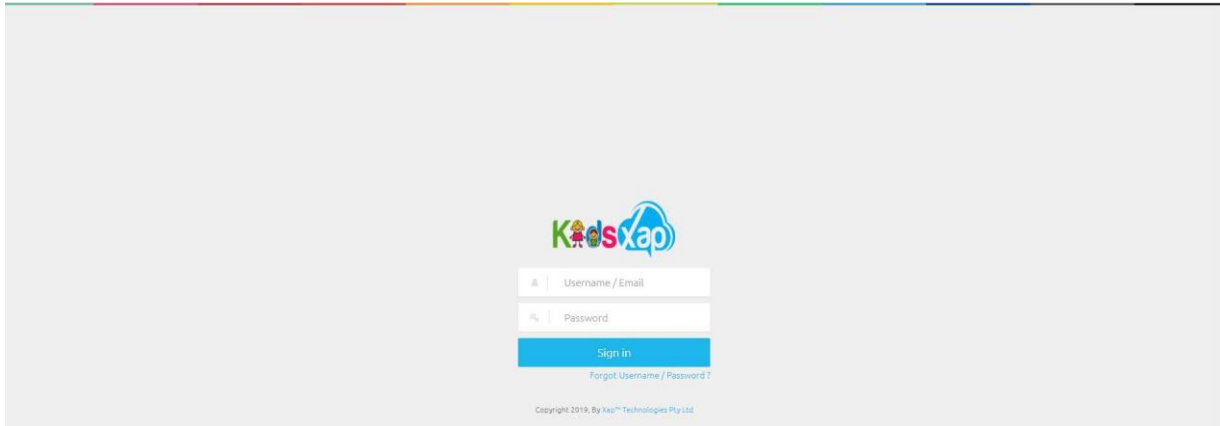 Kidsxap
Username / Email
Password
Sign in
Forgot Username / Password ?
Copyright 2019, By Xap™ Technologies Pty Ltd